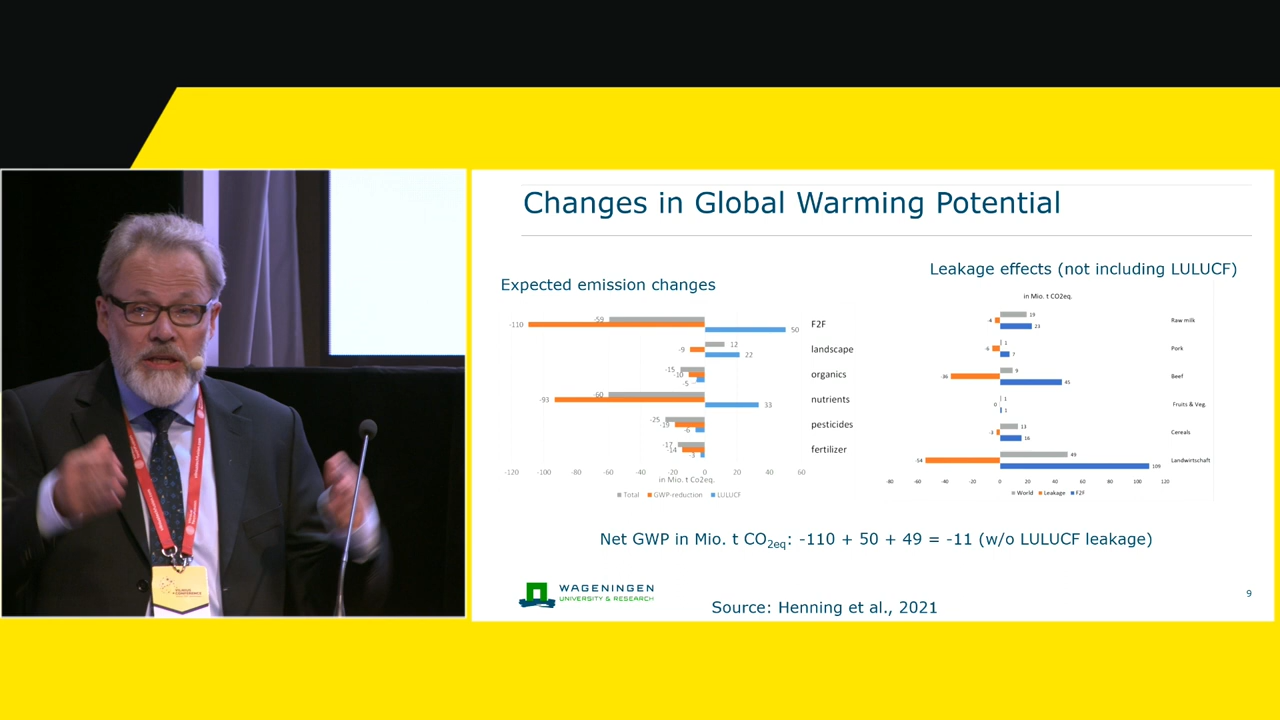 Changes in Global Warming Potential
Expected emission changes
Leakage effects (not including LULUCF)
-59
-110
50
F2F
12
-9
22
landscape
-15
-10
-5
organics
-60
-93
33
nutrients
-25
-19
-6
pesticides
-17
-14
-3
fertilizer
-120 -100 -80 -60 -40 -20 0 20 40 60
in Mio. t Co2eq.
Total GWP-reduction LULUCF
in Mio. t CO2eq.
19
-4
23
Raw milk
1
-6
7
Pork
9
-36
45
Beef
1
0
1
Fruits & Veg.
13
-3
16
Cereals
49
-54
109
Landwirtschaft
-80 -60 -40 -20 0 20 40 60 80 100 120
World Leakage F2F
Net GWP in Mio. t CO2eq: -110 + 50 + 49 = -11 (w/o LULUCF leakage)
WAGENINGEN
UNIVERSITY & RESEARCH
Source: Henning et al., 2021
9